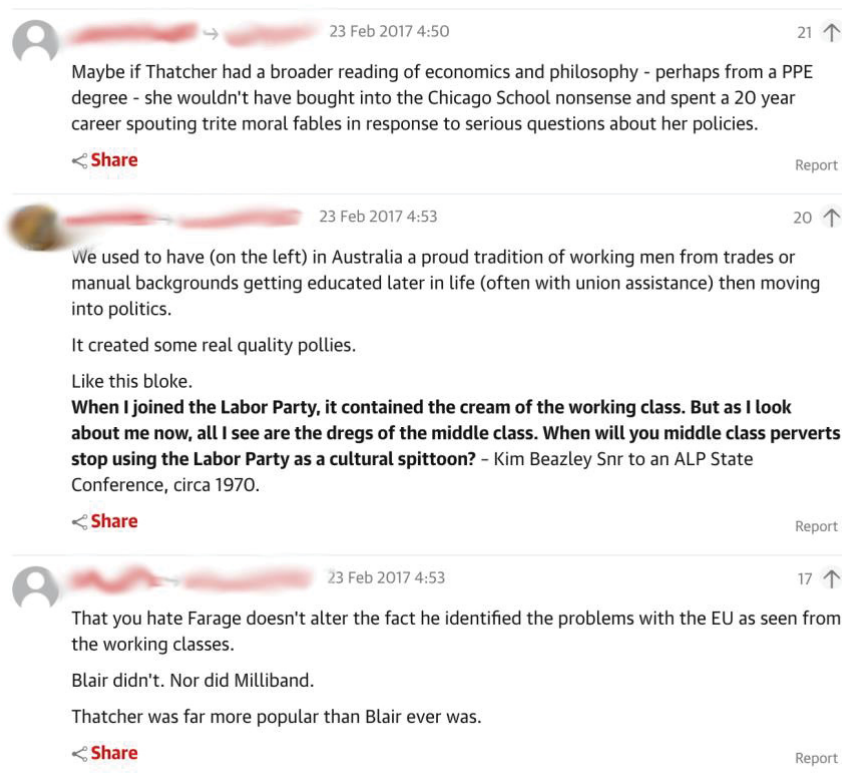 23 Feb 2017 4:50
21
Maybe if Thatcher had a broader reading of economics and philosophy - perhaps from a PPE
degree - she wouldn't have bought into the Chicago School nonsense and spent a 20 year
career spouting trite moral fables in response to serious questions about her policies.
Share
Report
23 Feb 2017 4:53
20
We used to have (on the left) in Australia a proud tradition of working men from trades or
manual backgrounds getting educated later in life (often with union assistance) then moving
into politics.
It created some real quality pollies.
Like this bloke.
When I joined the Labor Party, it contained the cream of the working class. But as I look
about me now, all I see are the dregs of the middle class. When will you middle class perverts
stop using the Labor Party as a cultural spittoon? – Kim Beazley Snr to an ALP State
Conference, circa 1970.
Share
Report
23 Feb 2017 4:53
17
That you hate Farage doesn't alter the fact he identified the problems with the EU as seen from
the working classes.
Blair didn't. Nor did Milliband.
Thatcher was far more popular than Blair ever was.
Share
Report